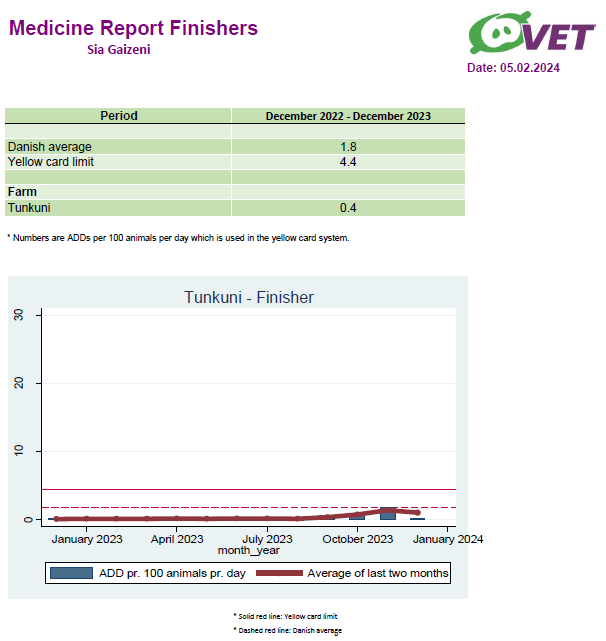 Medicine Report Finishers
Sia Gaizeni
VET
Date: 05.02.2024
Period December 2022 - December 2023
Danish average 1.8
Yellow card limit 4.4
Farm
Tunkuni 0.4
* Numbers are ADDs per 100 animals per day which is used in the yellow card system.
Tunkuni - Finisher
30
20
10
0
January 2023 April 2023 July 2023 October 2023 January 2024
month_year
ADD pr. 100 animals pr. day Average of last two months
* Solid red line: Yellow card limit
* Dashed red line: Danish average